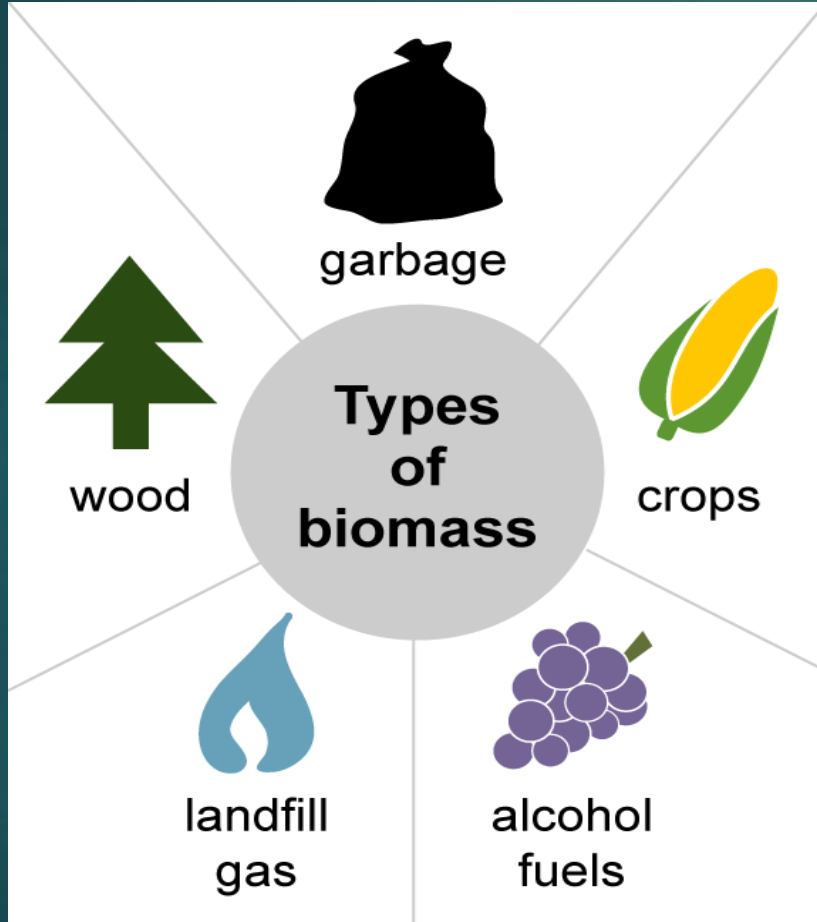 garbage
wood
Types
of
biomass
crops
landfill
gas
alcohol
fuels